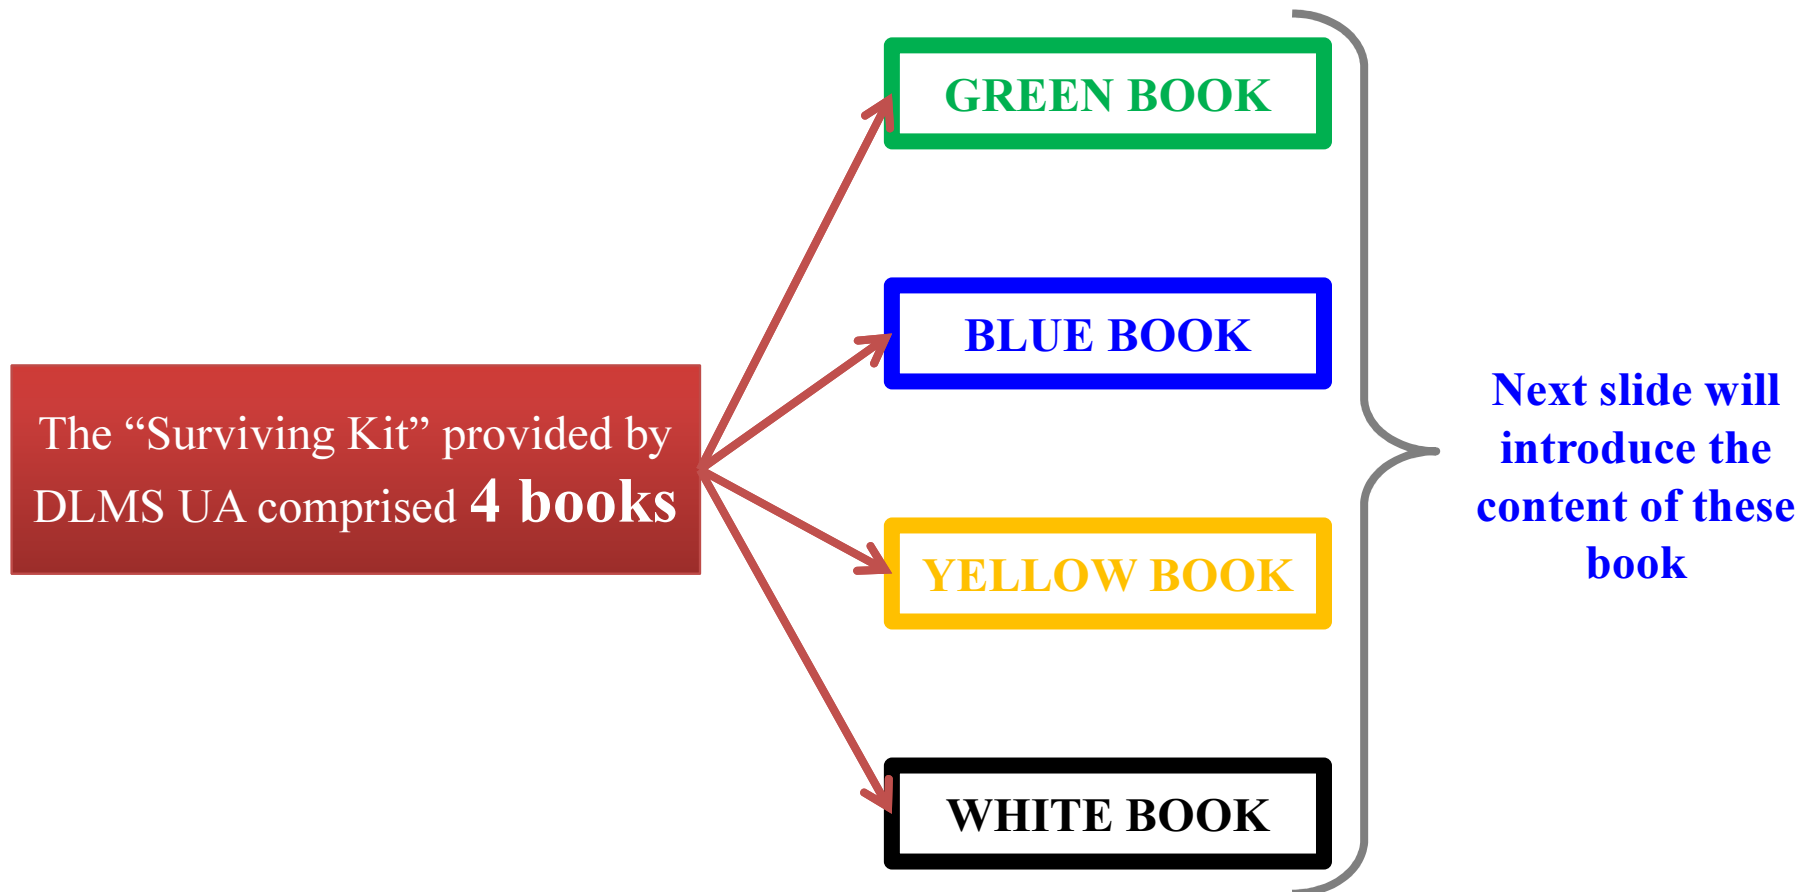 The “Surviving Kit” provided by
DLMS UA comprised 4 books
GREEN BOOK
BLUE BOOK
YELLOW BOOK
WHITE BOOK
Next slide will
introduce the
content of these
book